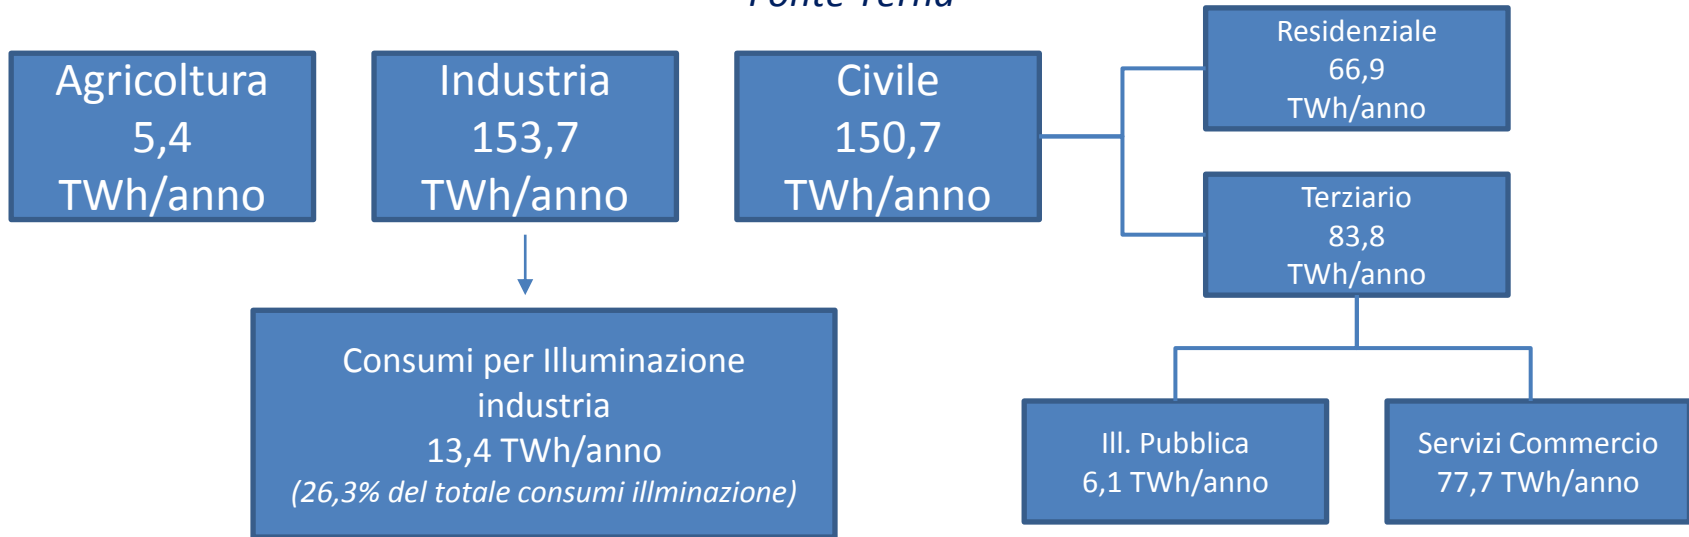 Fonte Terna
Agricoltura
5,4
TWh/anno
Industria
153,7
TWh/anno
Civile
150,7
TWh/anno
Residenziale
66,9
TWh/anno
Terziario
83,8
TWh/anno
Consumi per Illuminazione
industria
13,4 TWh/anno
(26,3% del totale consumi illminazione)
Ill. Pubblica
6,1 TWh/anno
Servizi Commercio
77,7 TWh/anno